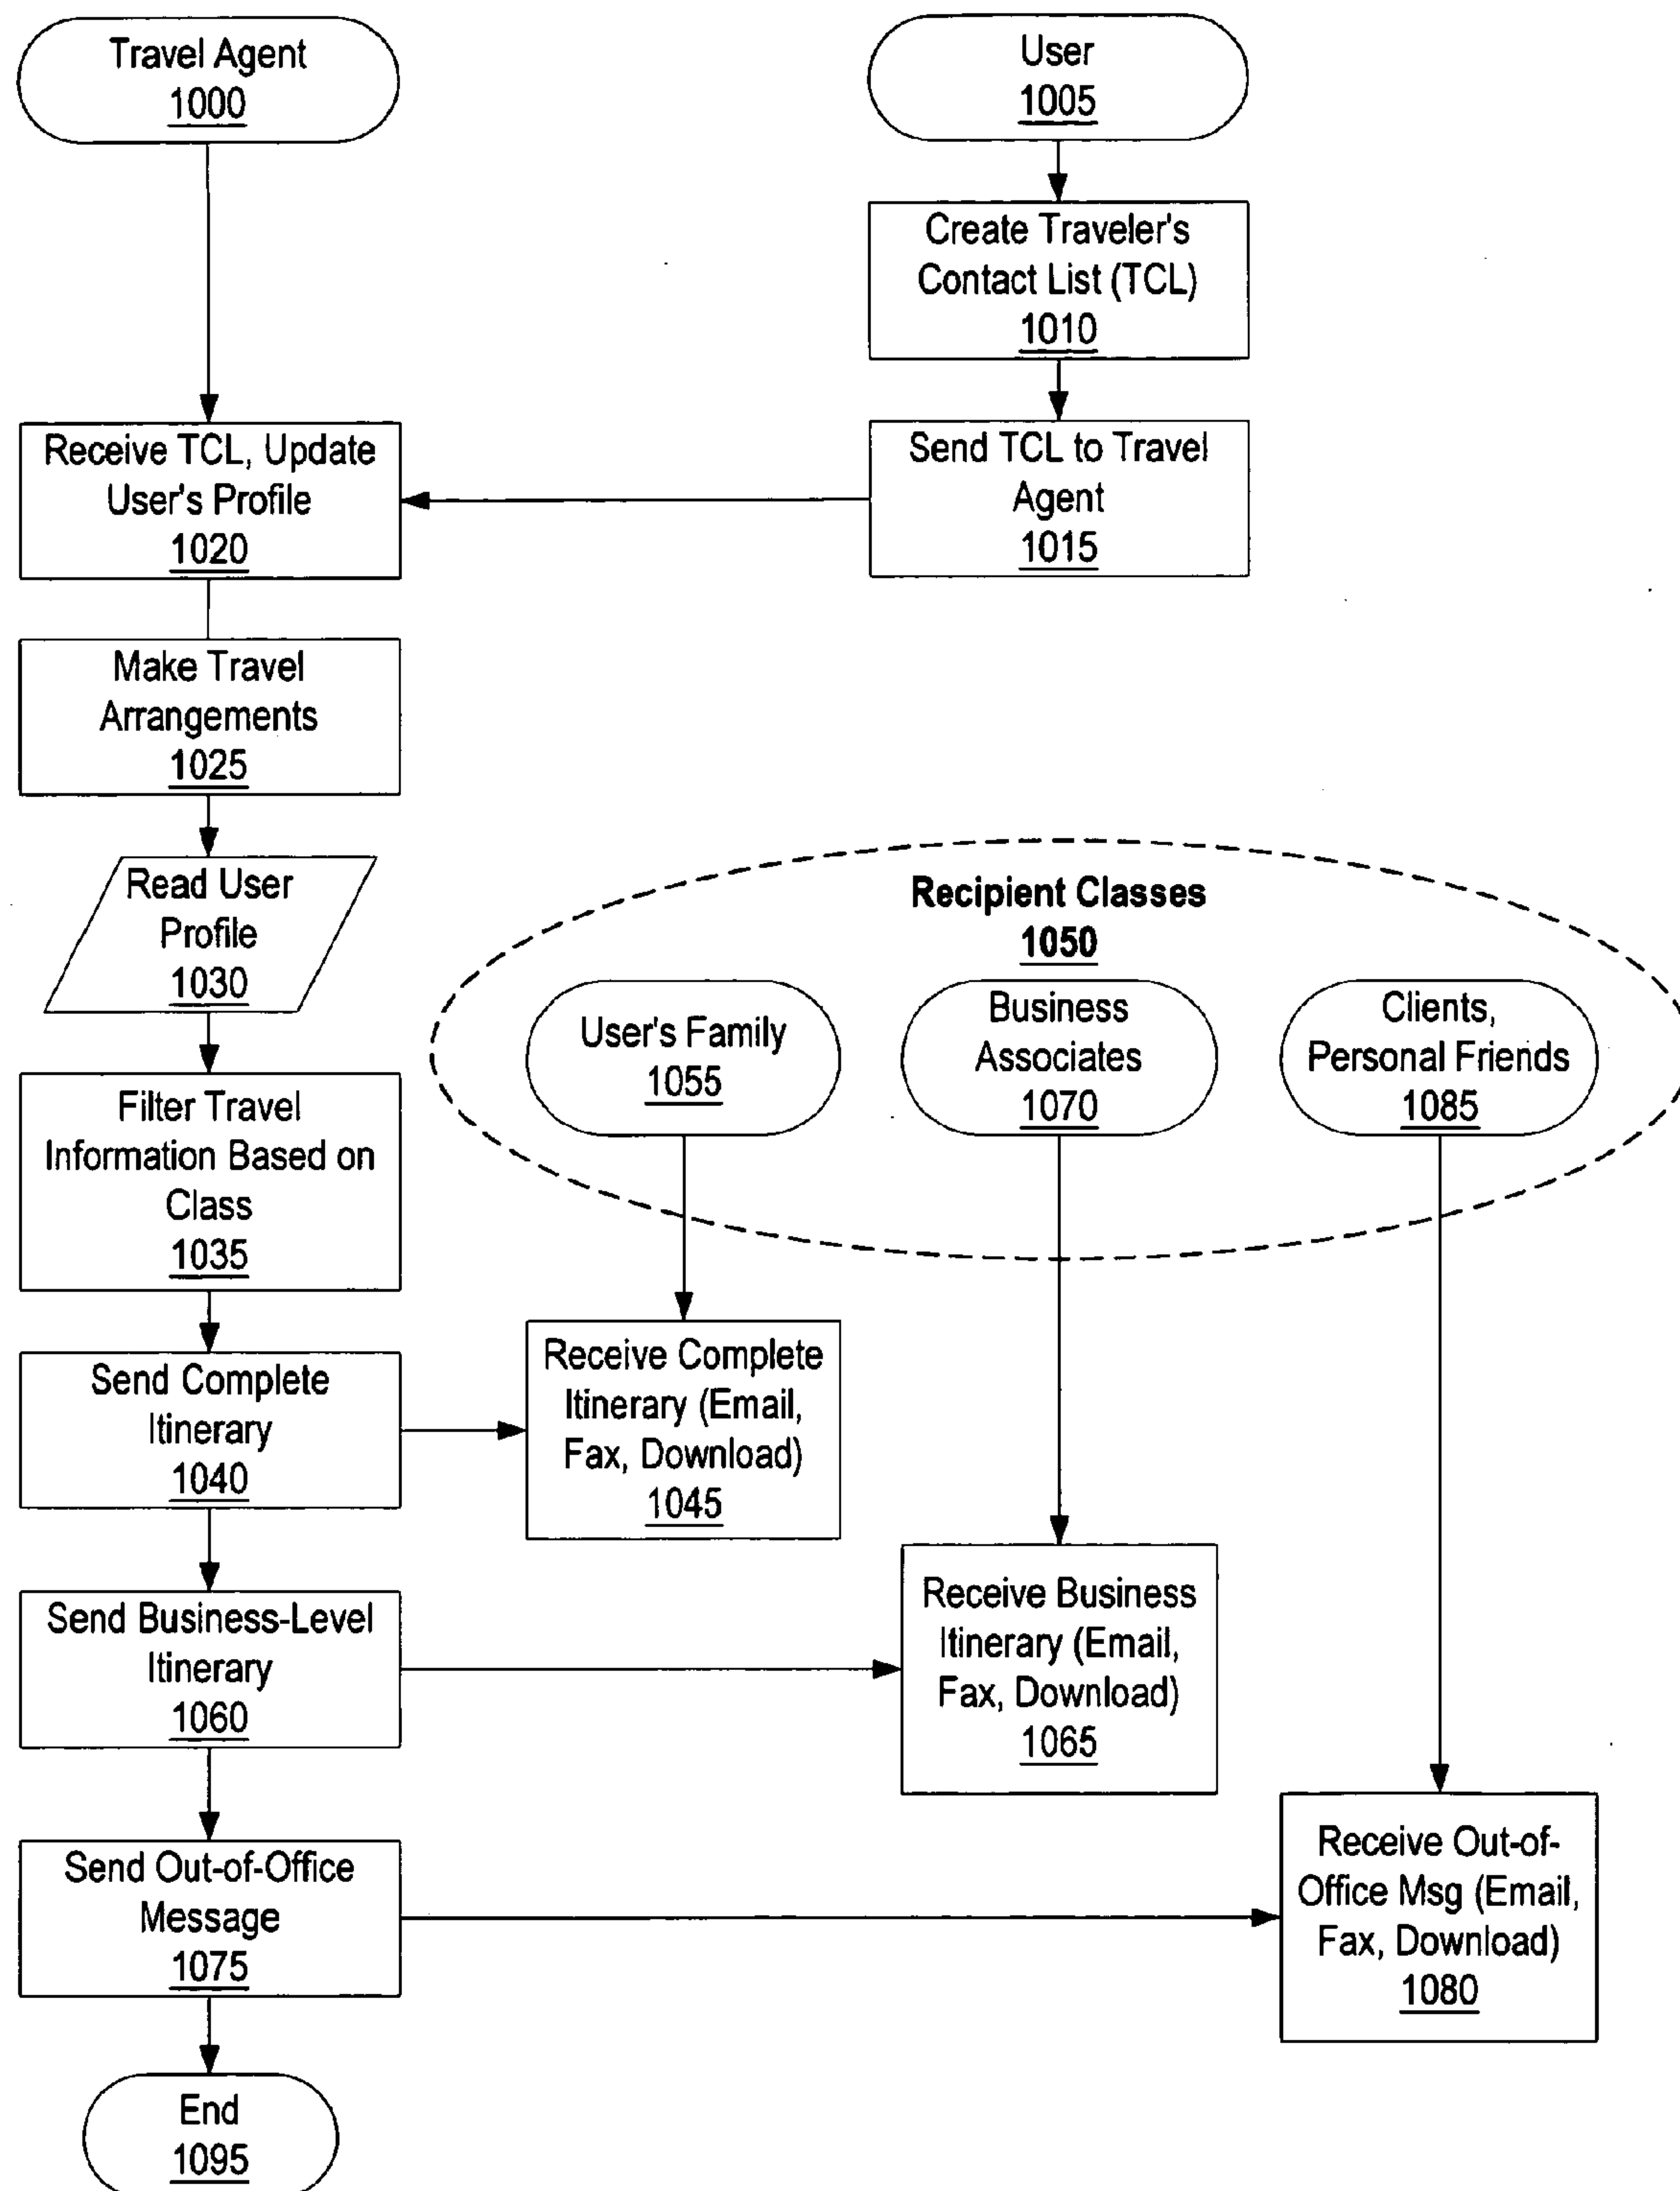 Travel Agent
1000
User
1005
Create Traveler's
Contact List (TCL)
1010
Receive TCL, Update
User's Profile
1020
Send TCL to Travel
Agent
1015
Make Travel
Arrangements
1025
Read User
Profile
1030
Recipient Classes
1050
User's Family
1055
Business
Associates
1070
Clients,
Personal Friends
1085
Filter Travel
Information Based on
Class
1035
Send Complete
Itinerary
1040
Receive Complete
Itinerary (Email,
Fax, Download)
1045
Send Business-Level
Itinerary
1060
Receive Business
Itinerary (Email,
Fax, Download)
1065
Send Out-of-Office
Message
1075
Receive Out-of-
Office Msg (Email,
Fax, Download)
1080
End
1095